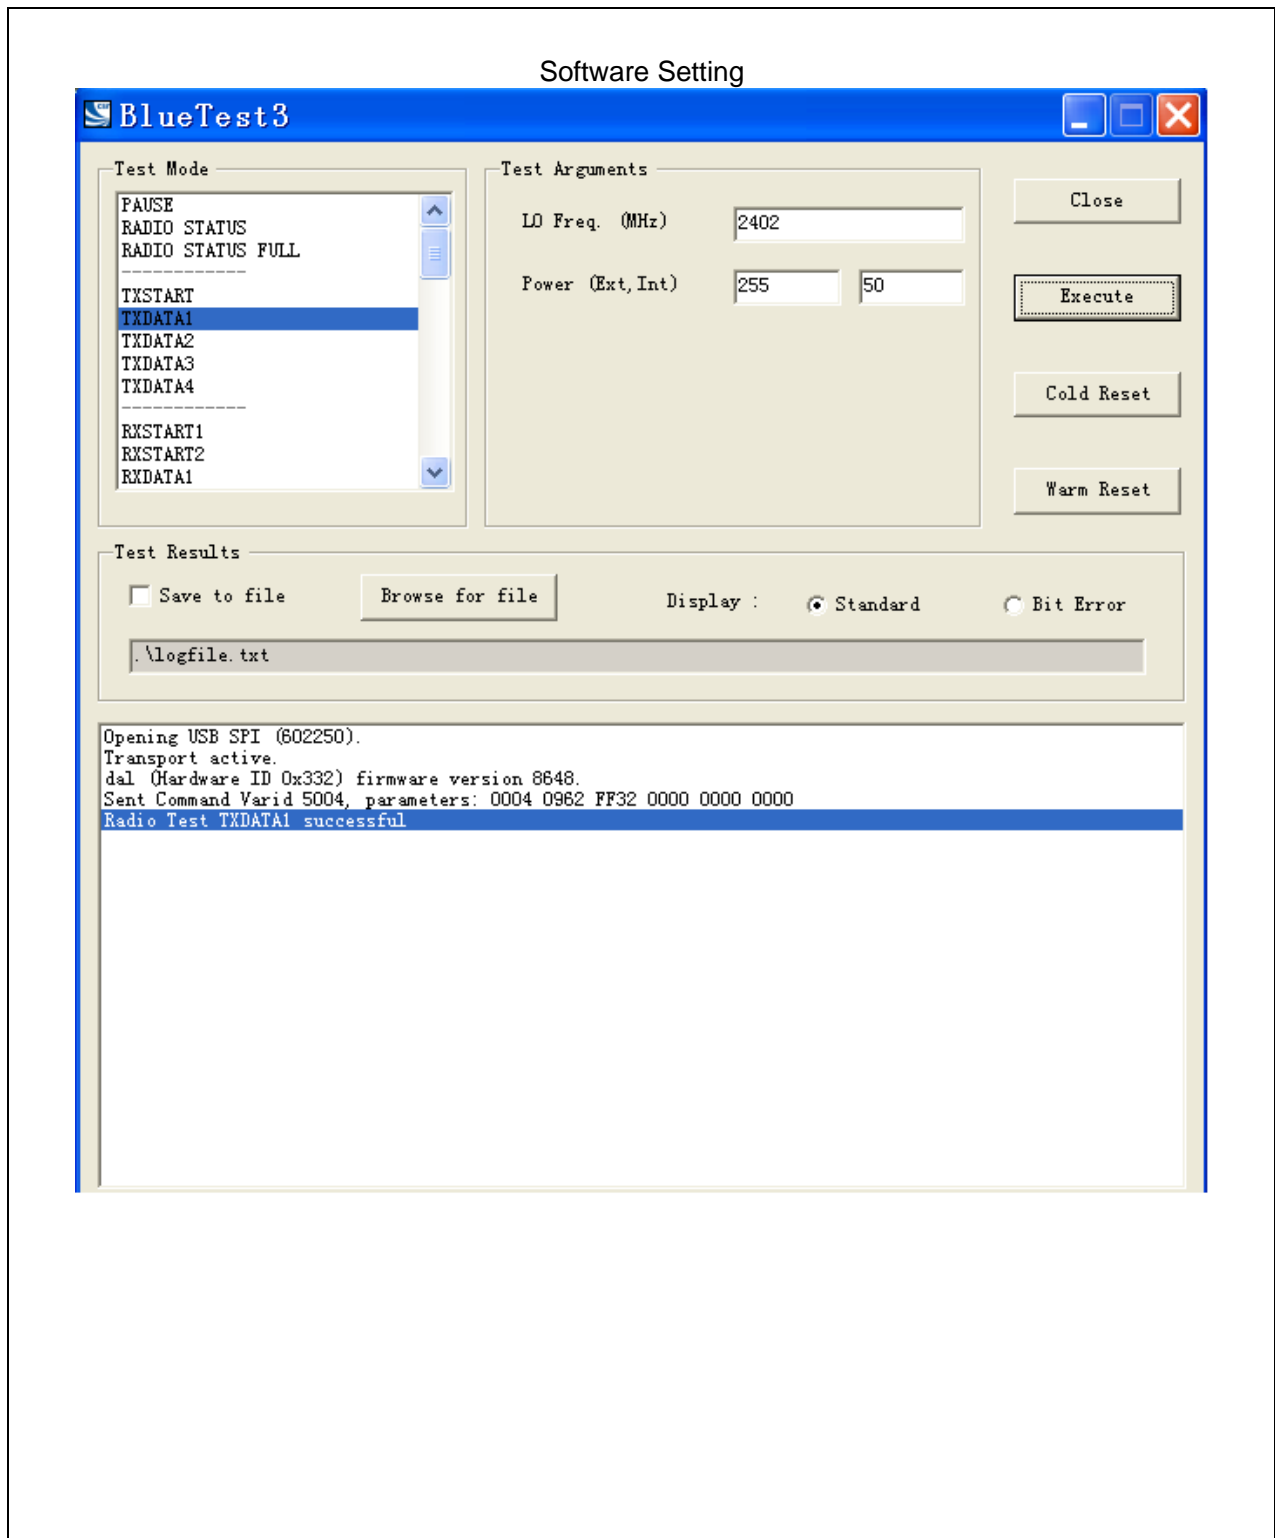 Software Setting
BlueTest3
Test Mode
PAUSE
RADIO STATUS
RADIO STATUS FULL
------------
TXSTART
TXDATA1
TXDATA2
TXDATA3
TXDATA4
------------
RXSTART1
RXSTART2
RXDATA1
Test Arguments
LO Freq. (MHz) 2402
Power (Ext, Int) 255 50
Close
Execute
Cold Reset
Warm Reset
Test Results
Save to file Browse for file Display : Standard Bit Error
.\logfile.txt
Opening USB SPI (602250).
Transport active.
dal (Hardware ID 0x332) firmware version 8648.
Sent Command Varid 5004, parameters: 0004 0962 FF32 0000 0000 0000
Radio Test TXDATA1 successful